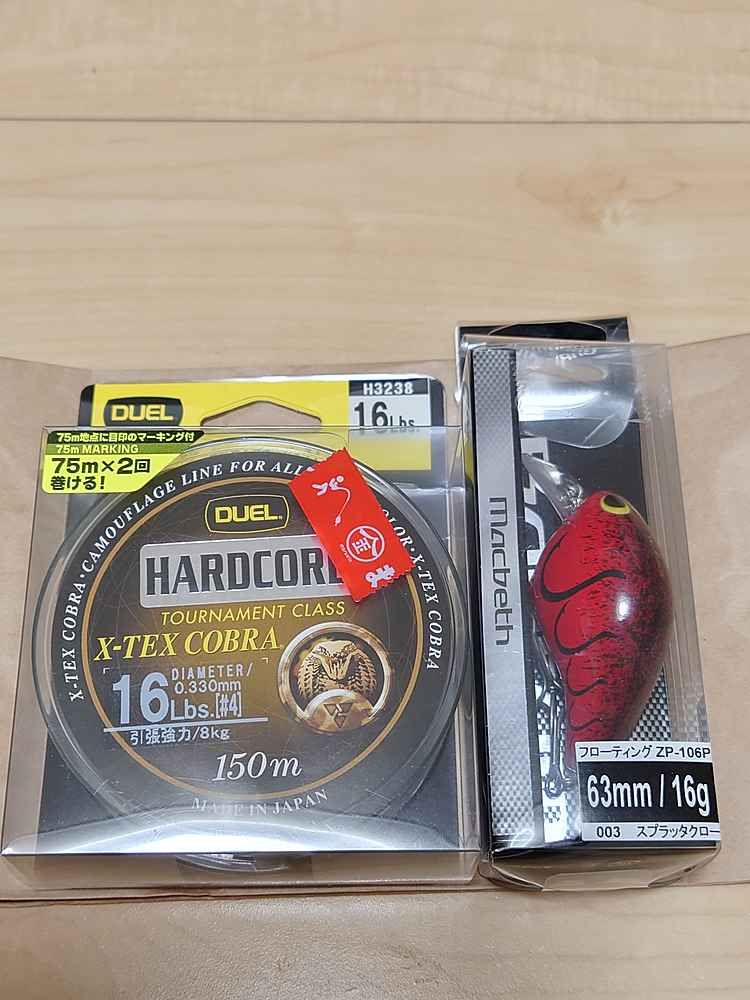 DUEL
H3238
16Lbs.
75m地点に目印のマーキング付
75m MARKING
75m×2回
巻ける!
X-TEX COBRA・CAMOUFLAGE LINE FOR ALL
COLOR・X-TEX COBRA
DUEL
HARDCORE
TOURNAMENT CLASS
X-TEX COBRA
16Lbs.[#4]
DIAMETER/
0.330mm
引張強力/8kg
150m
MADE IN JAPAN
macbeth
フローティング ZP-106P
63mm / 16g
003 スプラッタクロー